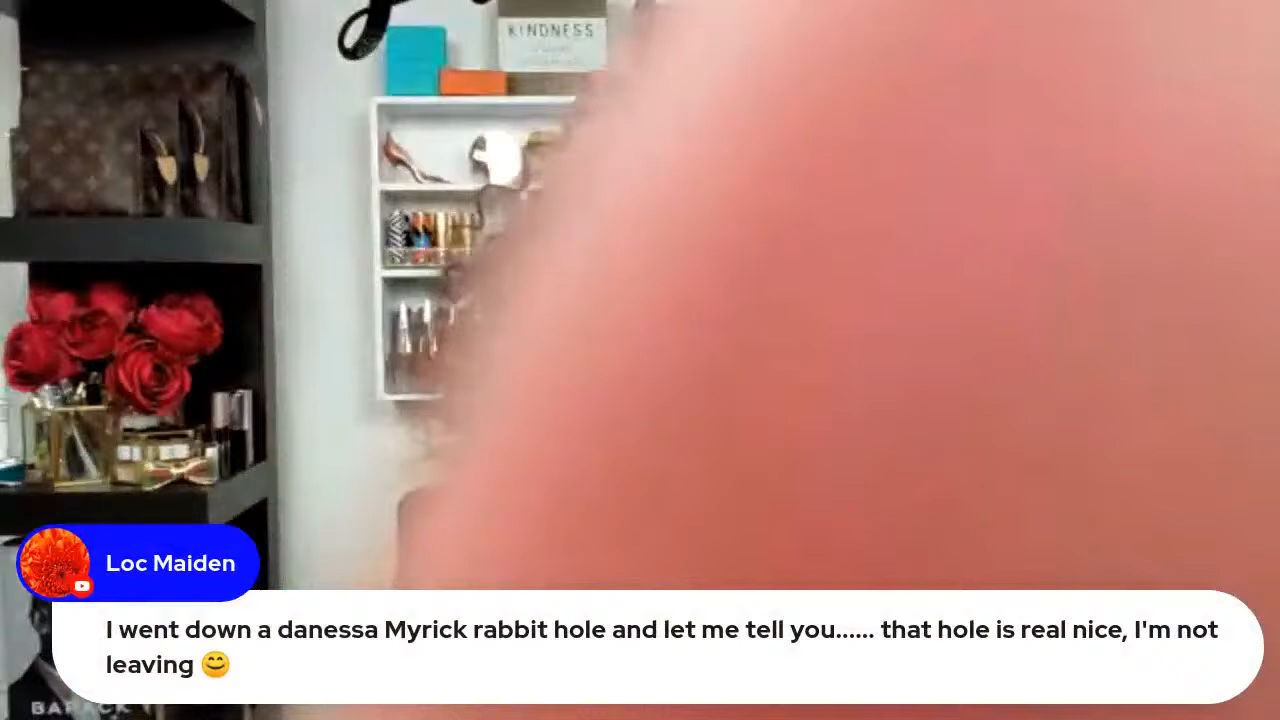 KINDNESS
Loc Maiden
I went down a danessa Myrick rabbit hole and let me tell you...... that hole is real nice, I'm not
leaving 😊
BARACK